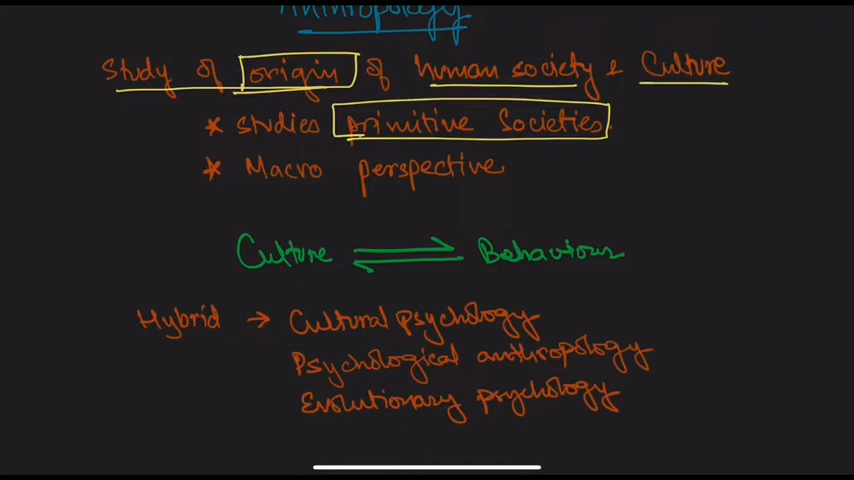 Anthropology
Study of origin of human society & Culture
* Studies primitive Societies.
* Macro perspective
Culture ⇌ Behaviour
Hybrid → Cultural psychology
Psychological anthropology
Evolutionary psychology